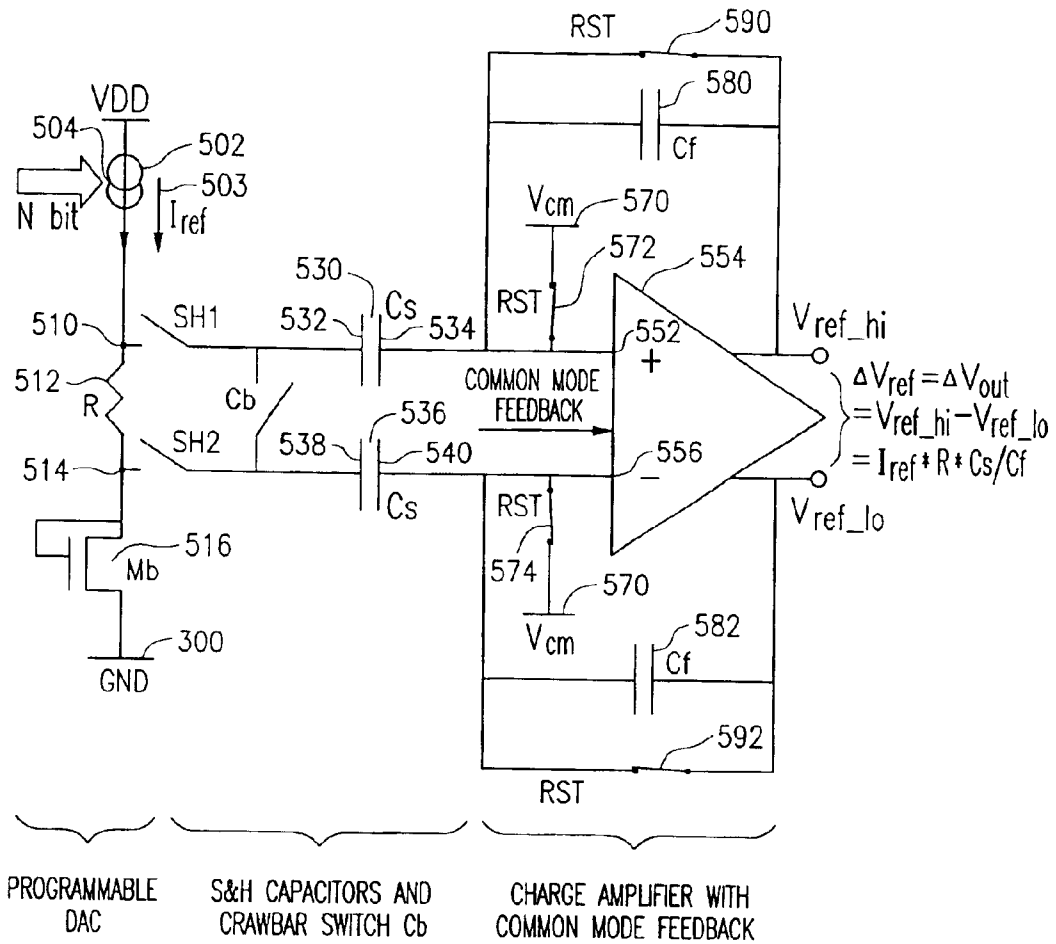 RST
590
580
Cf
VDD
504
502
503
N bit
Iref
Vcm
570
572
RST
554
530
Cs
532
534
510
SH1
552
+
Vref_hi
512
R
Cb
COMMON MODE
FEEDBACK
ΔVref = ΔVout
= Vref_hi - Vref_lo
= Iref * R * Cs/Cf
536
538
540
SH2
514
Cs
556
−
Vref_lo
RST
574
516
Mb
570
Vcm
582
Cf
300
GND
592
RST
PROGRAMMABLE
DAC
S&H CAPACITORS AND
CRAWBAR SWITCH Cb
CHARGE AMPLIFIER WITH
COMMON MODE FEEDBACK